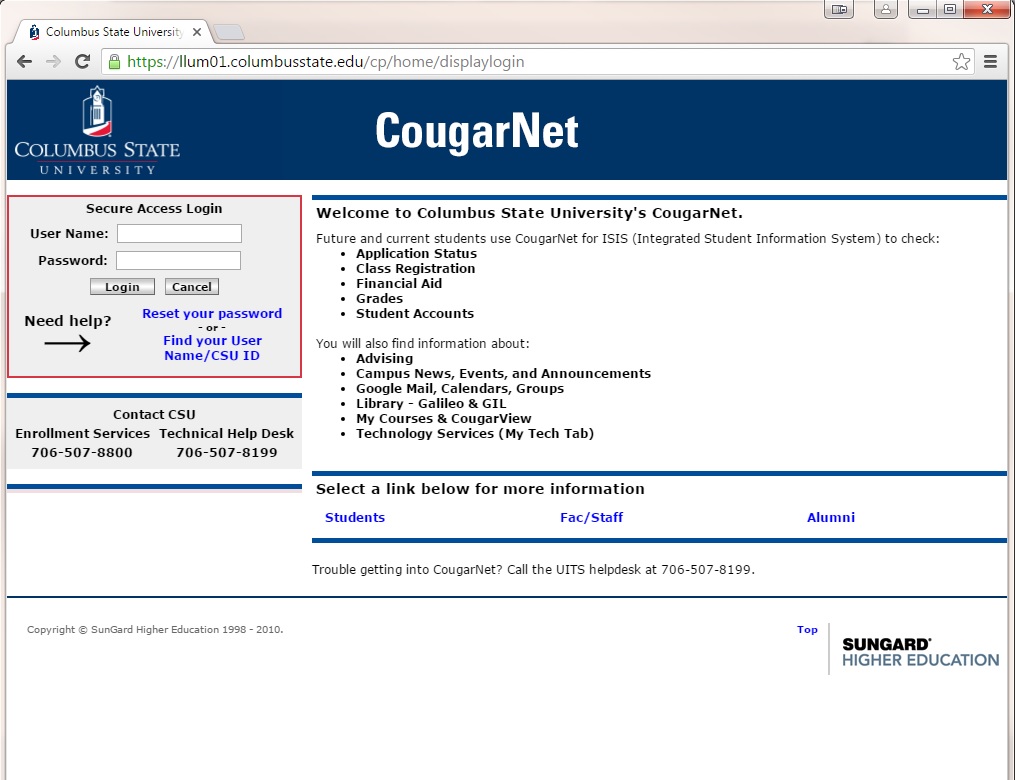 Columbus State University
https://llum01.columbusstate.edu/cp/home/displaylogin
COLUMBUS STATE
UNIVERSITY
CougarNet
Secure Access Login
User Name:
Password:
Login Cancel
Need help?
Reset your password
- or -
Find your User
Name/CSU ID
Contact CSU
Enrollment Services Technical Help Desk
706-507-8800 706-507-8199
Welcome to Columbus State University's CougarNet.
Future and current students use CougarNet for ISIS (Integrated Student Information System) to check:
• Application Status
• Class Registration
• Financial Aid
• Grades
• Student Accounts
You will also find information about:
• Advising
• Campus News, Events, and Announcements
• Google Mail, Calendars, Groups
• Library - Galileo & GIL
• My Courses & CougarView
• Technology Services (My Tech Tab)
Select a link below for more information
Students Fac/Staff Alumni
Trouble getting into CougarNet? Call the UITS helpdesk at 706-507-8199.
Copyright © SunGard Higher Education 1998 - 2010.
Top
SUNGARD®
HIGHER EDUCATION